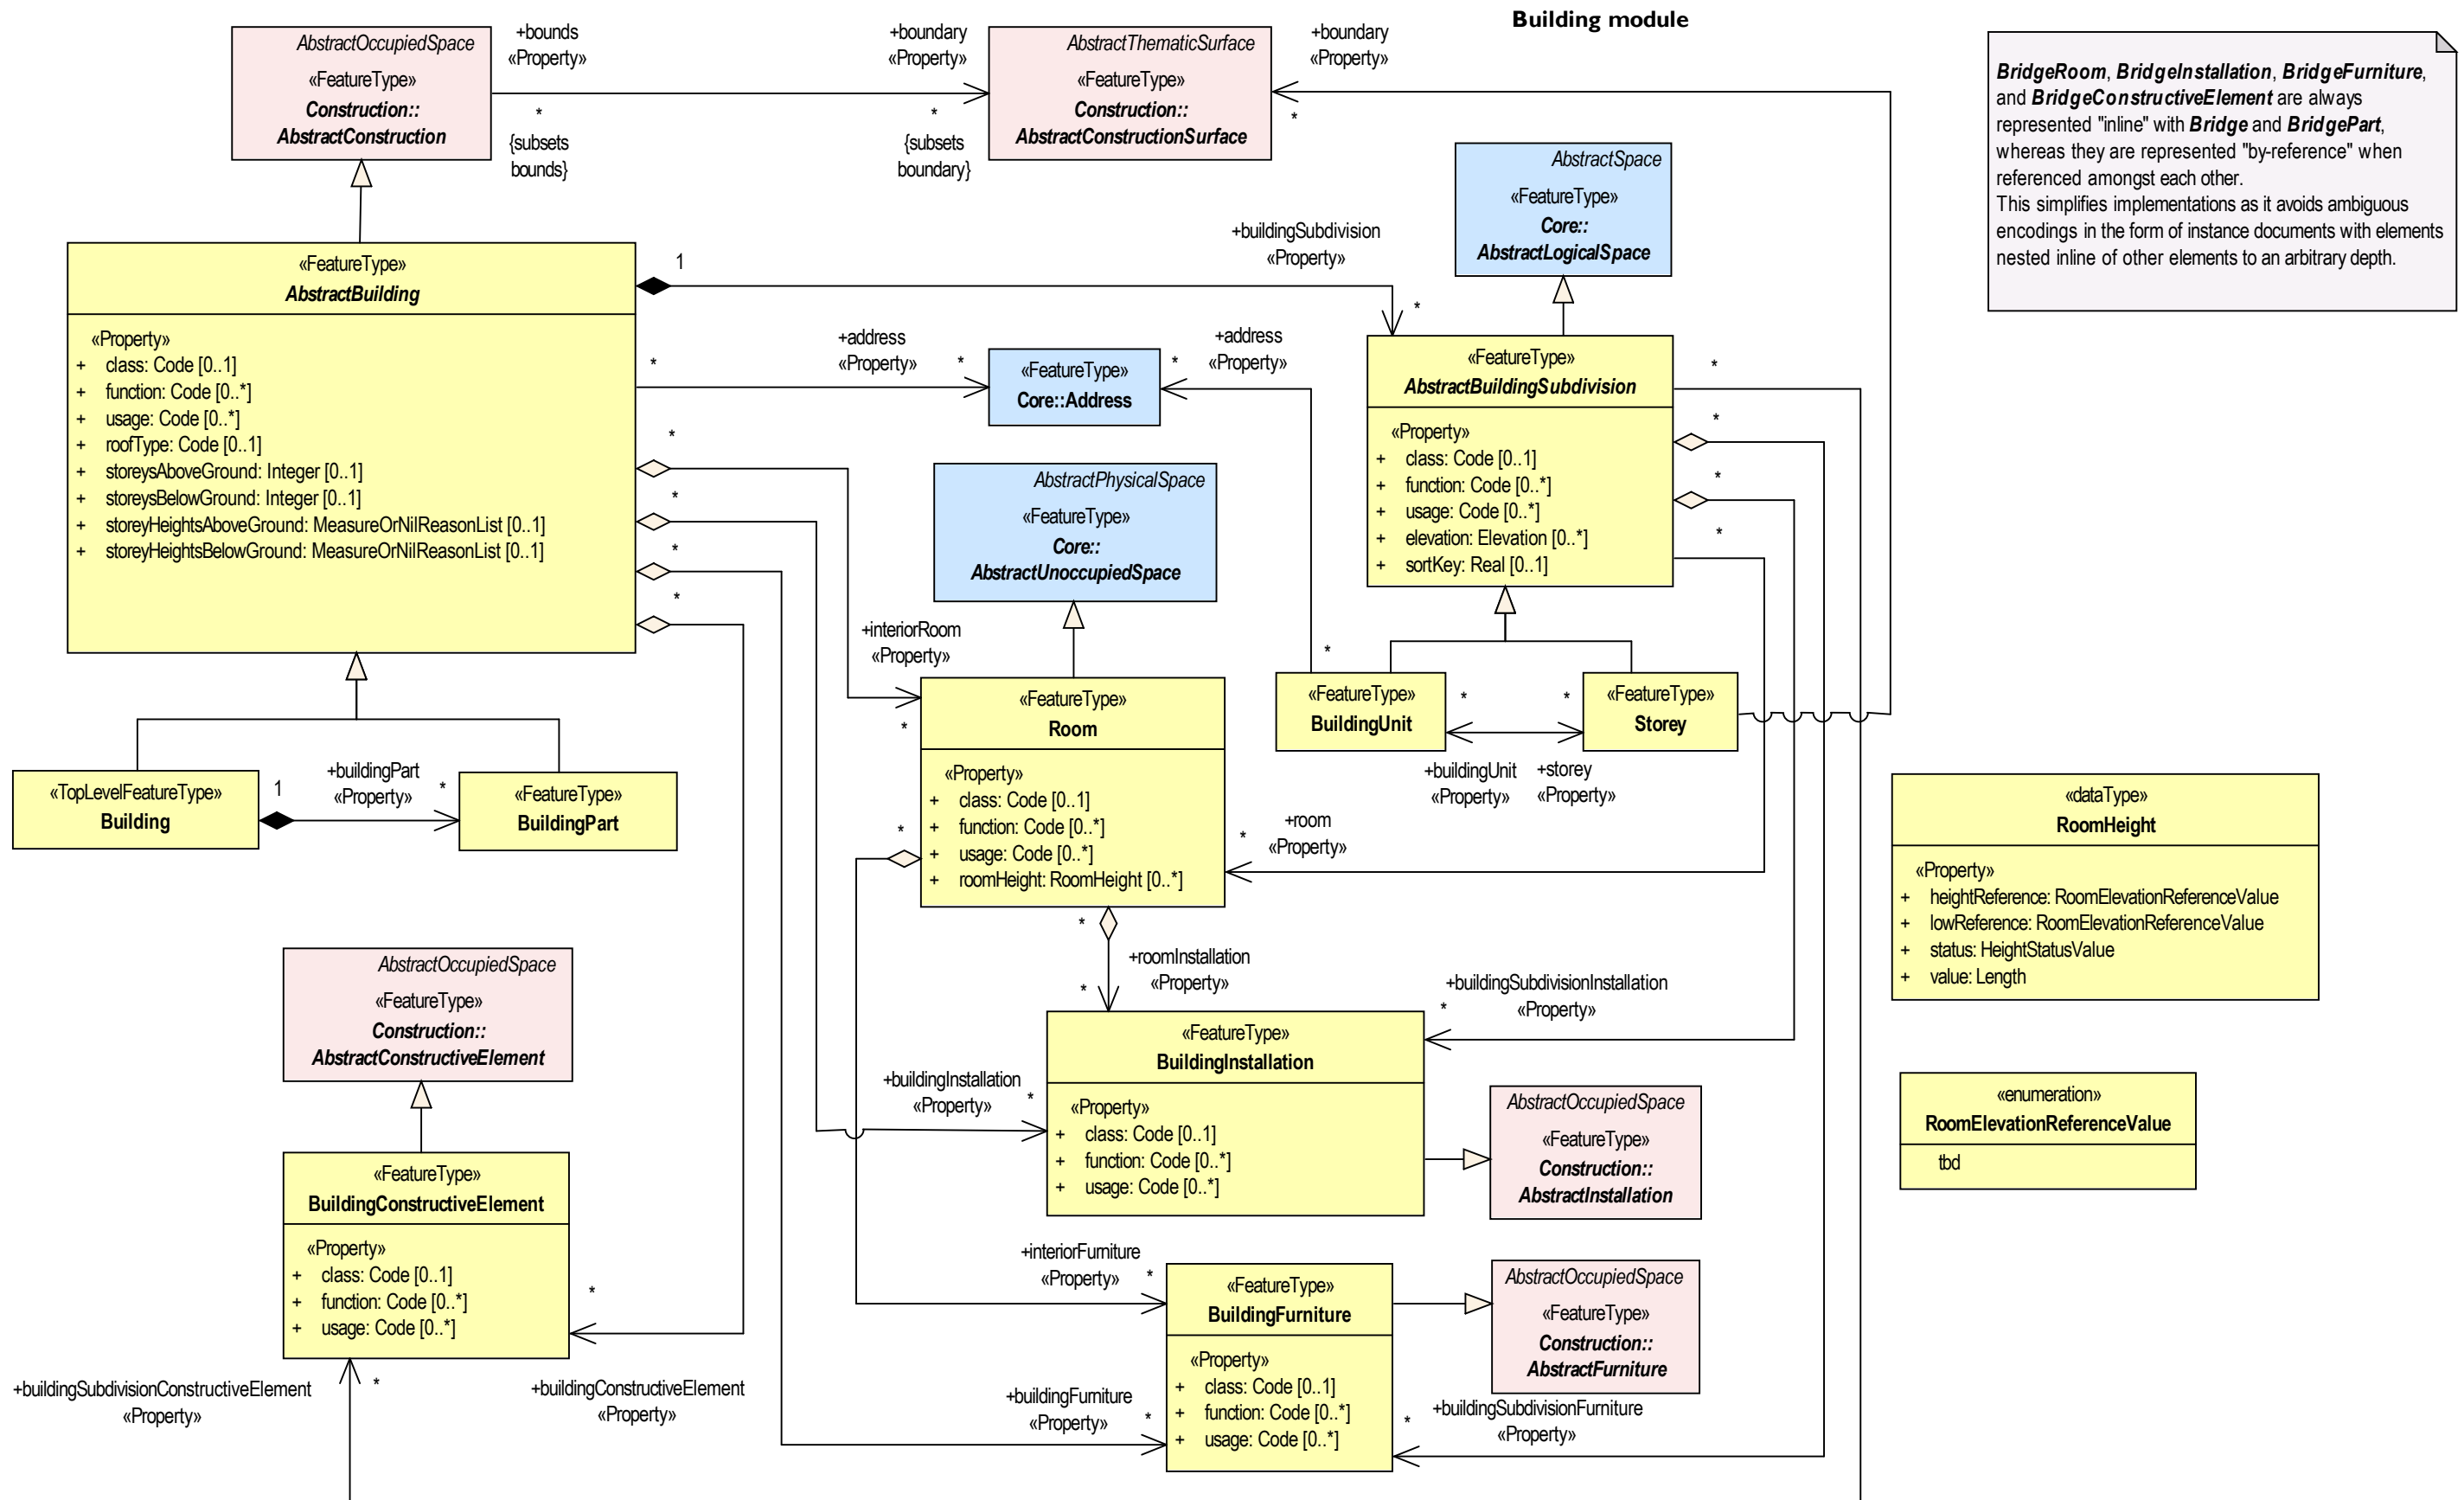 Building module
AbstractOccupiedSpace
«FeatureType»
Construction::
AbstractConstruction
+bounds
«Property»
*
{subsets
bounds}
+boundary
«Property»
*
{subsets
boundary}
AbstractThematicSurface
«FeatureType»
Construction::
AbstractConstructionSurface
+boundary
«Property»
*
BridgeRoom, BridgeInstallation, BridgeFurniture,
and BridgeConstructiveElement are always
represented "inline" with Bridge and BridgePart,
whereas they are represented "by-reference" when
referenced amongst each other.
This simplifies implementations as it avoids ambiguous
encodings in the form of instance documents with elements
nested inline of other elements to an arbitrary depth.
AbstractSpace
«FeatureType»
Core::
AbstractLogicalSpace
«FeatureType»
AbstractBuilding
«Property»
+ class: Code [0..1]
+ function: Code [0..*]
+ usage: Code [0..*]
+ roofType: Code [0..1]
+ storeysAboveGround: Integer [0..1]
+ storeysBelowGround: Integer [0..1]
+ storeyHeightsAboveGround: MeasureOrNilReasonList [0..1]
+ storeyHeightsBelowGround: MeasureOrNilReasonList [0..1]
1
+buildingSubdivision
«Property»
*
*
+address
«Property»
*
«FeatureType»
Core::Address
*
+address
«Property»
*
*
*
*
*
«FeatureType»
AbstractBuildingSubdivision
«Property»
+ class: Code [0..1]
+ function: Code [0..*]
+ usage: Code [0..*]
+ elevation: Elevation [0..*]
+ sortKey: Real [0..1]
*
*
*
*
AbstractPhysicalSpace
«FeatureType»
Core::
AbstractUnoccupiedSpace
+interiorRoom
«Property»
*
«FeatureType»
Room
«Property»
+ class: Code [0..1]
+ function: Code [0..*]
+ usage: Code [0..*]
+ roomHeight: RoomHeight [0..*]
*
«FeatureType»
BuildingUnit
*
*
+buildingUnit
«Property»
+storey
«Property»
«FeatureType»
Storey
«TopLevelFeatureType»
Building
1
+buildingPart
«Property»
*
«FeatureType»
BuildingPart
+room
«Property»
*
«dataType»
RoomHeight
«Property»
+ heightReference: RoomElevationReferenceValue
+ lowReference: RoomElevationReferenceValue
+ status: HeightStatusValue
+ value: Length
*
+roomInstallation
«Property»
*
+buildingSubdivisionInstallation
«Property»
*
AbstractOccupiedSpace
«FeatureType»
Construction::
AbstractConstructiveElement
«FeatureType»
BuildingInstallation
«Property»
+ class: Code [0..1]
+ function: Code [0..*]
+ usage: Code [0..*]
+buildingInstallation
«Property»
*
AbstractOccupiedSpace
«FeatureType»
Construction::
AbstractInstallation
«enumeration»
RoomElevationReferenceValue
tbd
«FeatureType»
BuildingConstructiveElement
«Property»
+ class: Code [0..1]
+ function: Code [0..*]
+ usage: Code [0..*]
*
+interiorFurniture
«Property»
*
«FeatureType»
BuildingFurniture
«Property»
+ class: Code [0..1]
+ function: Code [0..*]
+ usage: Code [0..*]
AbstractOccupiedSpace
«FeatureType»
Construction::
AbstractFurniture
+buildingSubdivisionConstructiveElement
«Property»
*
+buildingConstructiveElement
«Property»
+buildingFurniture
«Property»
*
+buildingSubdivisionFurniture
«Property»
*